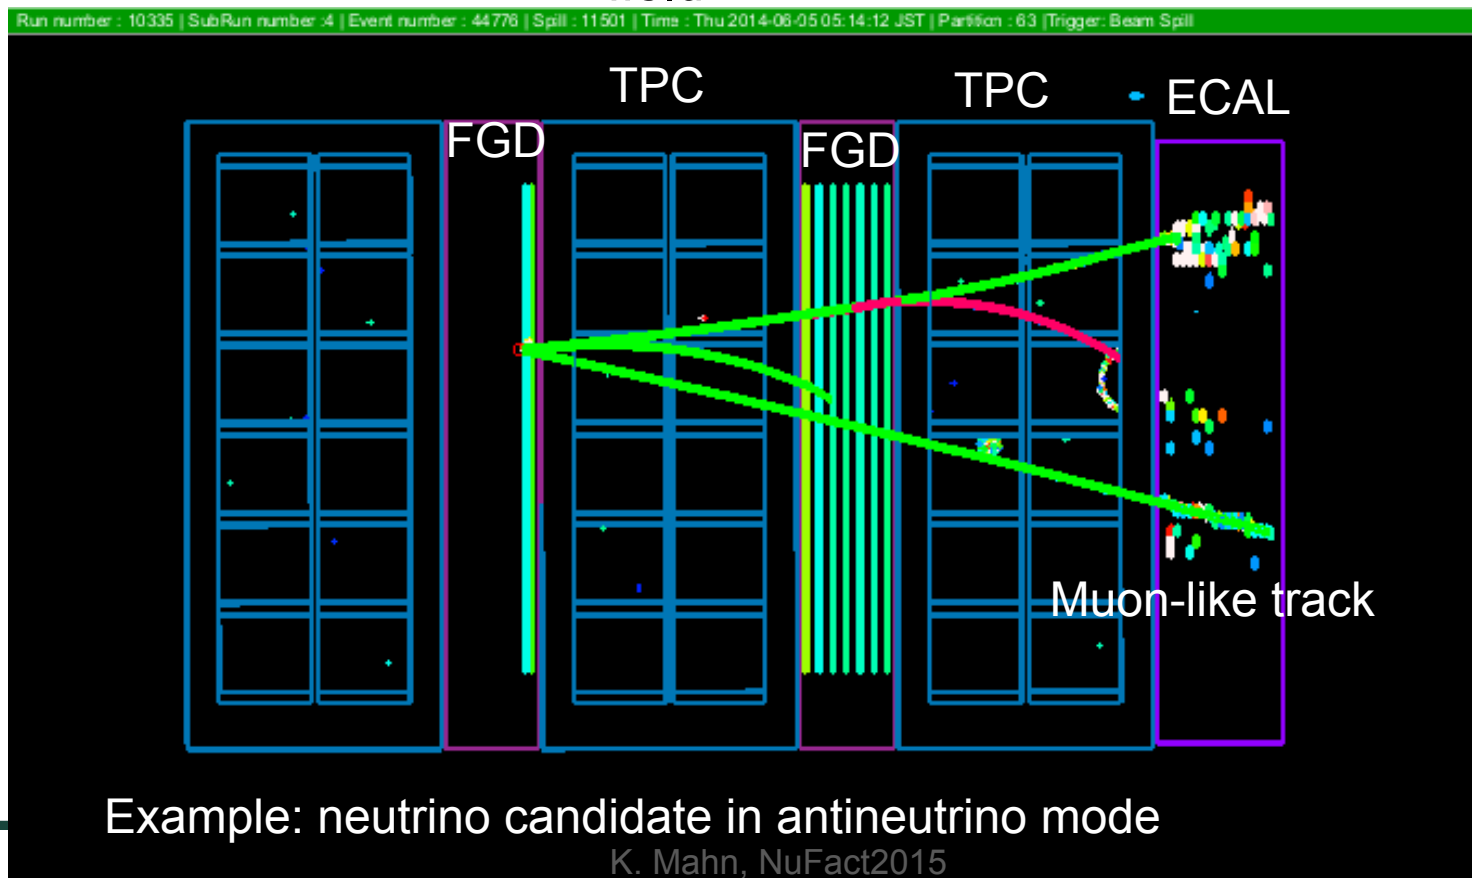 Run number : 10335 | SubRun number :4 | Event number : 44776 | Spill : 11501 | Time : Thu 2014-06-05 05:14:12 JST | Partition : 63 |Trigger: Beam Spill
TPC TPC ECAL
FGD FGD
Muon-like track
Example: neutrino candidate in antineutrino mode
K. Mahn, NuFact2015